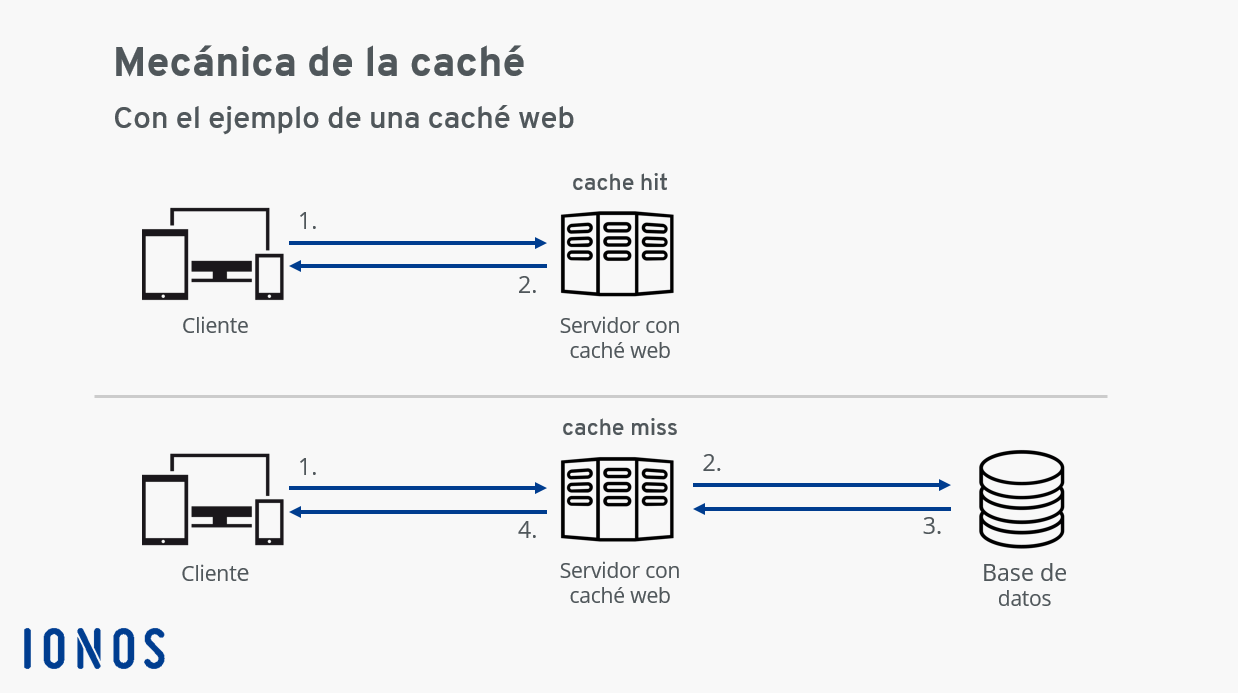 Mecánica de la caché
Con el ejemplo de una caché web
cache hit
1.
2.
Cliente
Servidor con
caché web
cache miss
1.
2.
4.
3.
Cliente
Servidor con
caché web
Base de
datos
IONOS